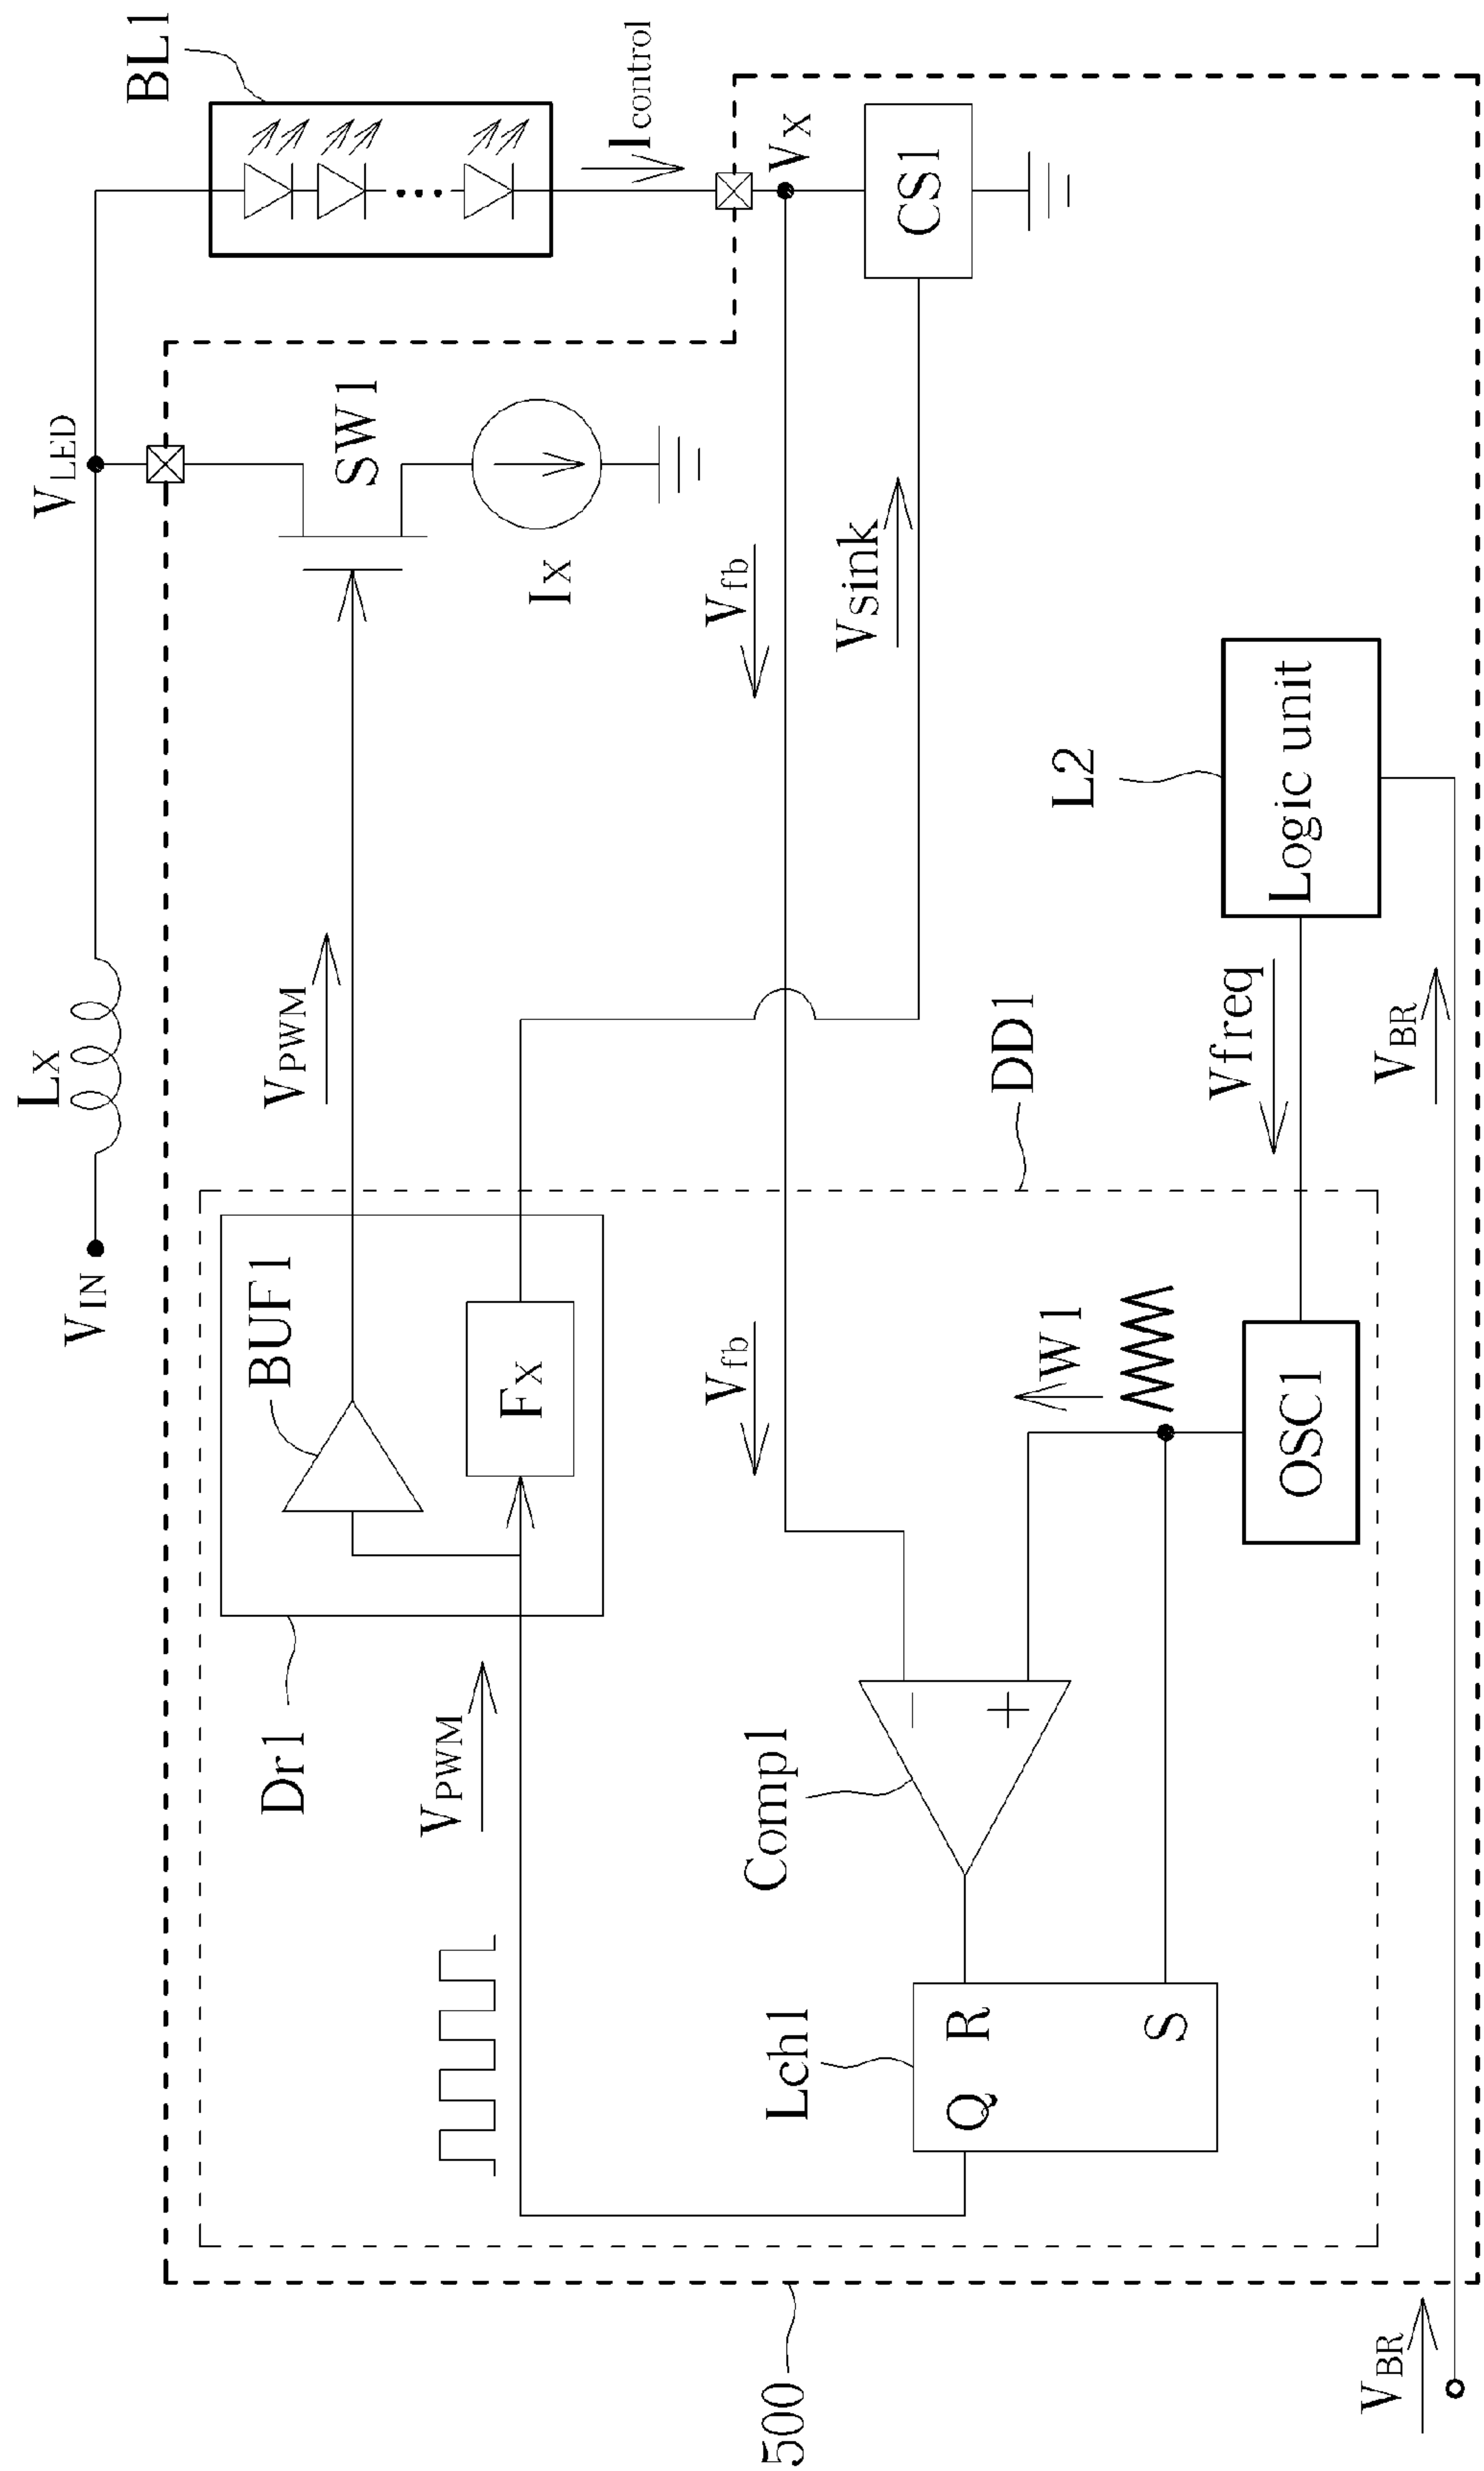 VIN
LX
VLED
BL1
Icontrol
VX
CS1
SW1
IX
VPWM
BUF1
FX
Dr1
VPWM
Vfb
Vsink
DD1
Vfb
W1
Comp1
−
+
Lch1
Q
R
S
OSC1
Vfreq
L2
Logic unit
VBR
500
VBR